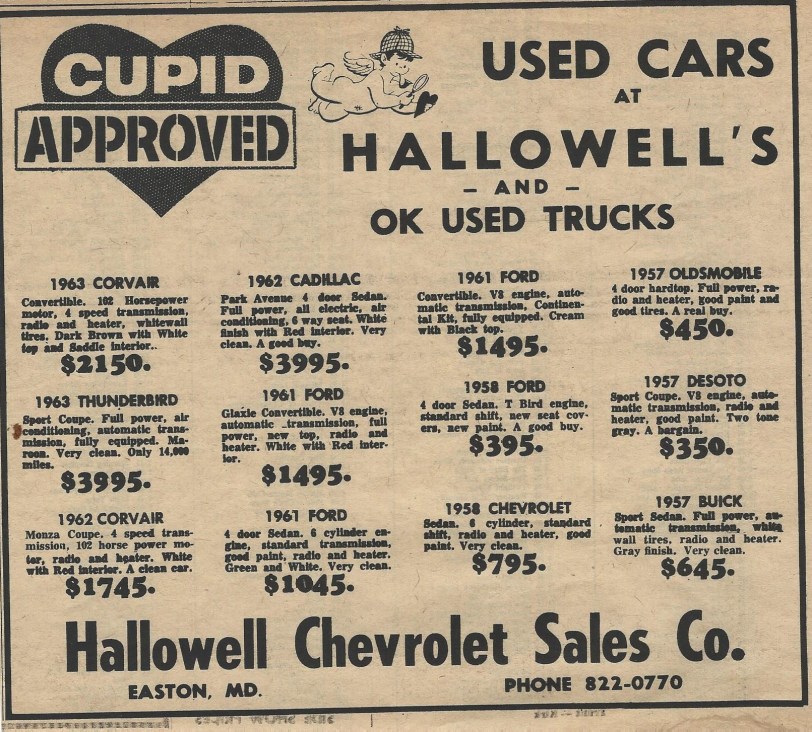 CUPID
APPROVED
USED CARS
AT
HALLOWELL'S
– AND –
OK USED TRUCKS
1963 CORVAIR
Convertible. 102 Horsepower
motor, 4 speed transmission,
radio and heater, whitewall
tires. Dark Brown with White
top and Saddle interior..
$2150.
1963 THUNDERBIRD
Sport Coupe. Full power, air
conditioning, automatic trans-
mission, fully equipped. Ma-
roon. Very clean. Only 14,000
miles.
$3995.
1962 CORVAIR
Monza Coupe. 4 speed trans-
mission, 102 horse power mo-
tor, radio and heater. White
with Red interior. A clean car.
$1745.
1962 CADILLAC
Park Avenue 4 door Sedan.
Full power, all electric, air
conditioning, 6 way seat. White
finish with Red interior. Very
clean. A good buy.
$3995.
1961 FORD
Glaxie Convertible. V8 engine,
automatic transmission, full
power, new top, radio and
heater. White with Red inter-
ior.
$1495.
1961 FORD
4 door Sedan. 6 cylinder en-
gine, standard transmission,
good paint, radio and heater.
Green and White. Very clean.
$1045.
1961 FORD
Convertible. V8 engine, auto-
matic transmission, Continen-
tal Kit, fully equipped. Cream
with Black top.
$1495.
1958 FORD
4 door Sedan. T Bird engine,
standard shift, new seat cov-
ers, new paint. A good buy.
$395.
1958 CHEVROLET
Sedan. 6 cylinder, standard
shift, radio and heater, good
paint. Very clean.
$795.
1957 OLDSMOBILE
4 door hardtop. Full power, ra-
dio and heater, good paint and
good tires. A real buy.
$450.
1957 DESOTO
Sport Coupe. V8 engine, auto-
matic transmission, radio and
heater, good paint. Two tone
gray. A bargain.
$350.
1957 BUICK
Sport Sedan. Full power, au-
tomatic transmission, white
wall tires, radio and heater.
Gray finish. Very clean.
$645.
Hallowell Chevrolet Sales Co.
EASTON, MD.
PHONE 822-0770